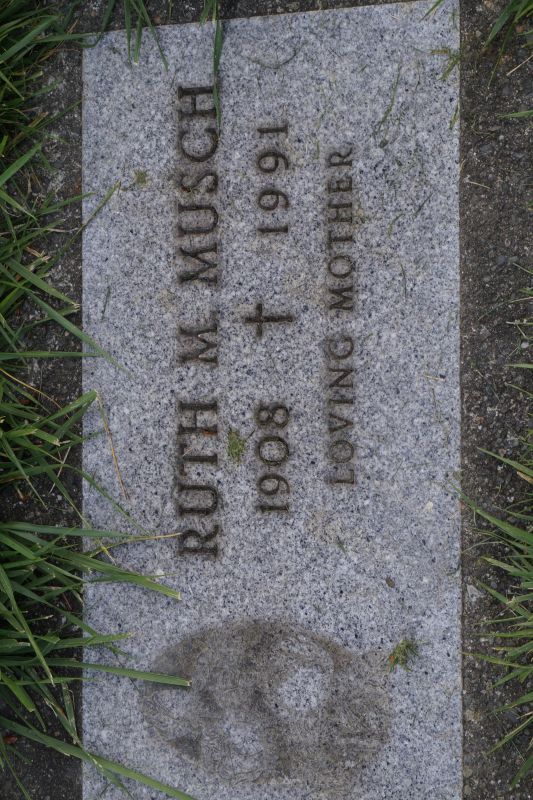 RUTH M. MUSCH
1908 1991
LOVING MOTHER